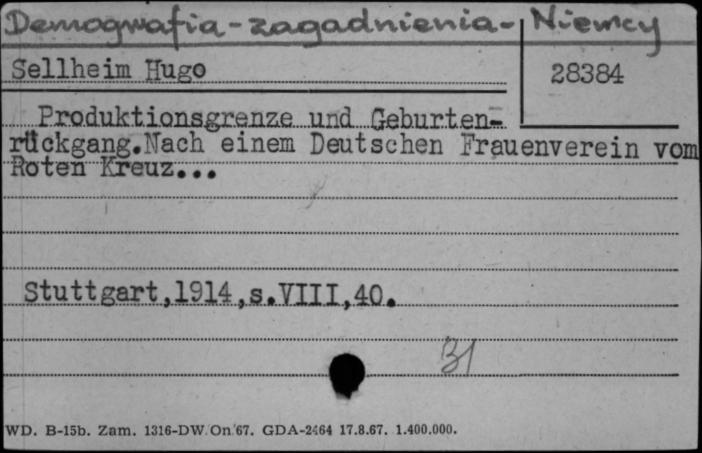 Demografia - zagadnienia - Niemcy
Sellheim Hugo
28384
Produktionsgrenze und Geburten-
rückgang.Nach einem Deutschen Frauenverein vom
Roten Kreuz...
Stuttgart,1914,s.VIII,40.
WD. B-15b. Zam. 1316-DW.On.67. GDA-2464 17.8.67. 1.400.000.